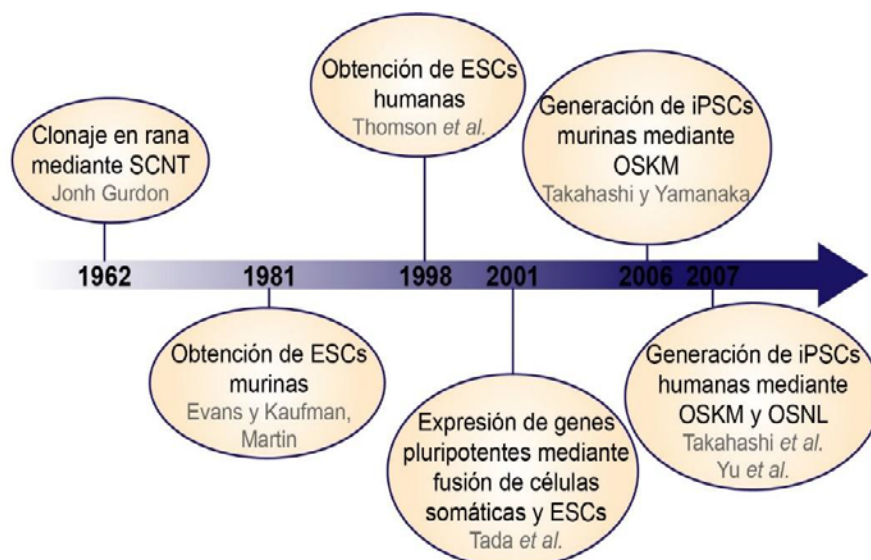 Clonaje en rana
mediante SCNT
Jonh Gurdon
Obtención de ESCs
humanas
Thomson et al.
Generación de iPSCs
murinas mediante
OSKM
Takahashi y Yamanaka
1962
1981
1998
2001
2006
2007
Obtención de ESCs
murinas
Evans y Kaufman,
Martin
Expresión de genes
pluripotentes mediante
fusión de células
somáticas y ESCs
Tada et al.
Generación de iPSCs
humanas mediante
OSKM y OSNL
Takahashi et al.
Yu et al.